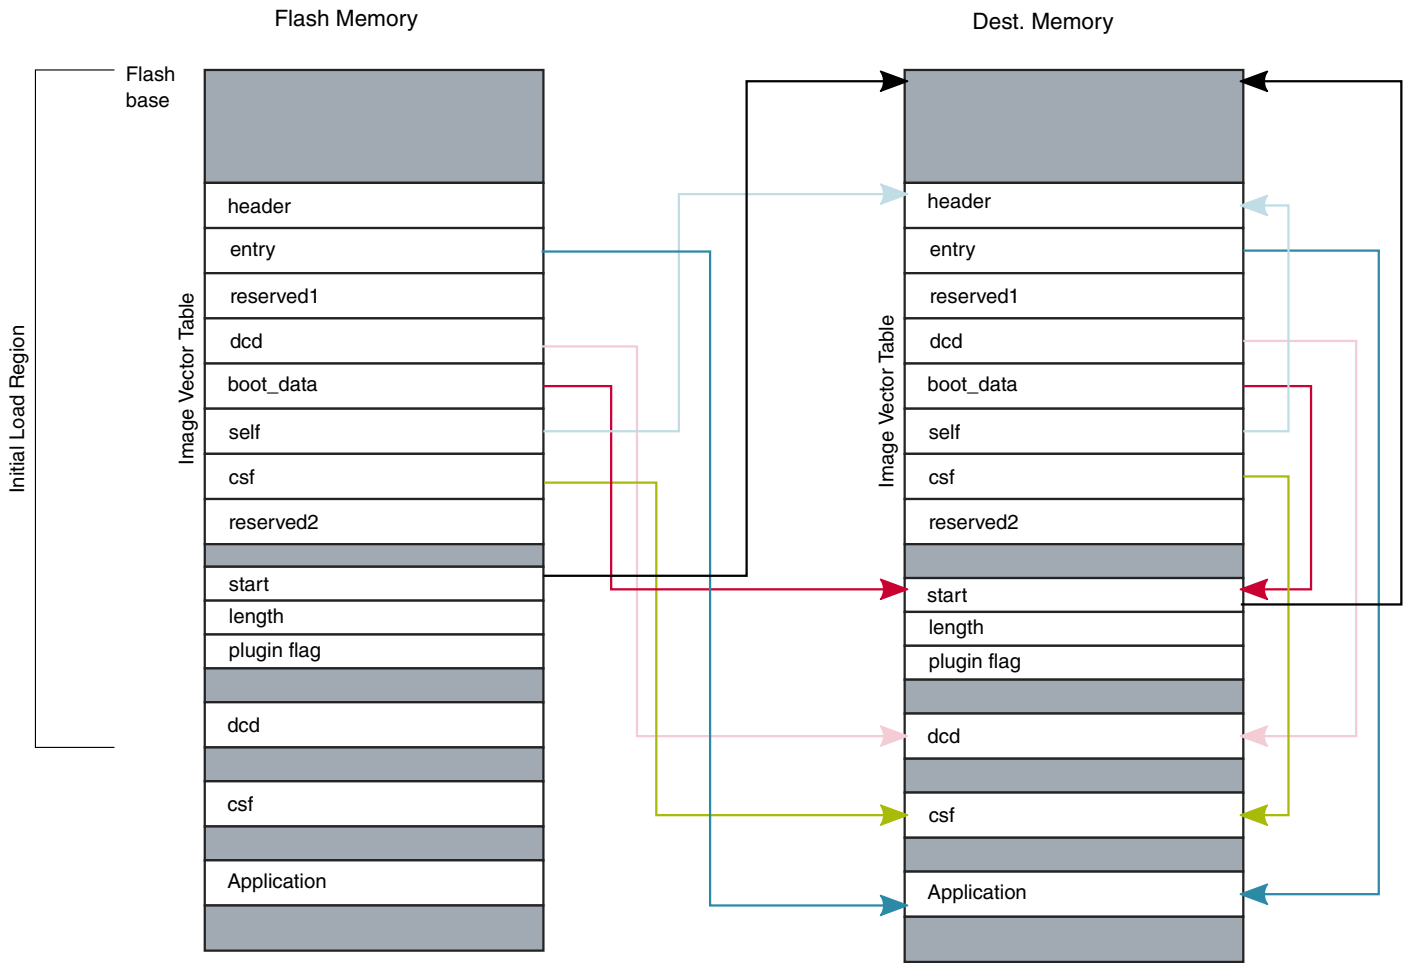 Flash Memory
Dest. Memory
Flash
base
Initial Load Region
Image Vector Table
header
entry
reserved1
dcd
boot_data
self
csf
reserved2
start
length
plugin flag
dcd
csf
Application
Image Vector Table
header
entry
reserved1
dcd
boot_data
self
csf
reserved2
start
length
plugin flag
dcd
csf
Application